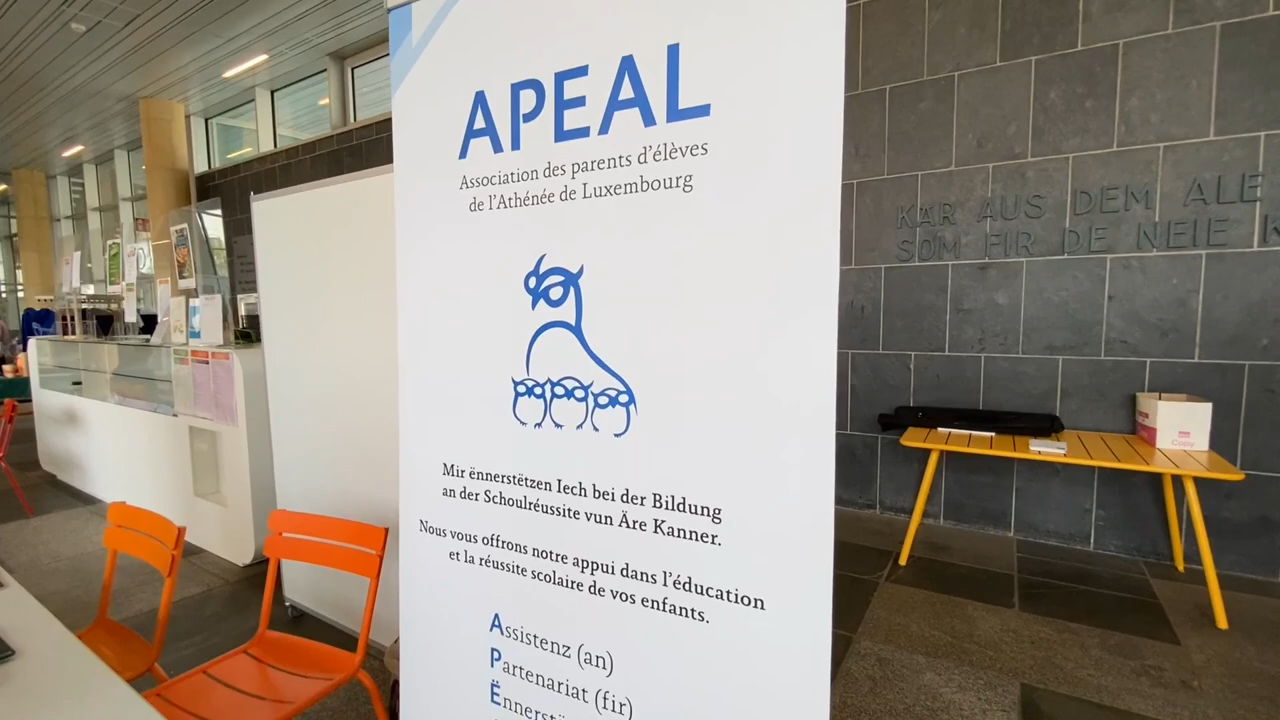 APEAL
Association des parents d'élèves
de l'Athénée de Luxembourg
Mir ënnerstëtzen Iech bei der Bildung
an der Schoulréussite vun Äre Kanner.
Nous vous offrons notre appui dans l'éducation
et la réussite scolaire de vos enfants.
Assistenz (an)
Partenariat (fir)
KAR AUS DEM ALE
SOM FIR DE NEIE
Copy